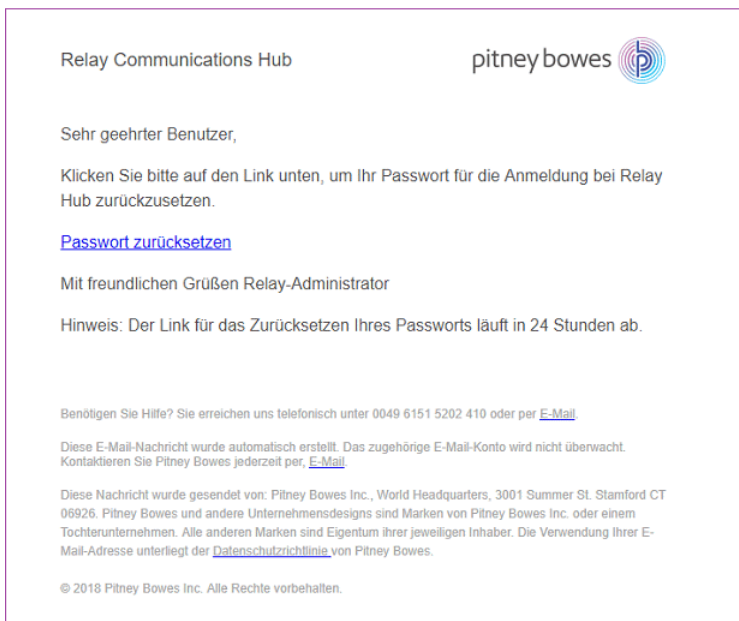 Relay Communications Hub
pitney bowes
Sehr geehrter Benutzer,
Klicken Sie bitte auf den Link unten, um Ihr Passwort für die Anmeldung bei Relay
Hub zurückzusetzen.
Passwort zurücksetzen
Mit freundlichen Grüßen Relay-Administrator
Hinweis: Der Link für das Zurücksetzen Ihres Passworts läuft in 24 Stunden ab.
Benötigen Sie Hilfe? Sie erreichen uns telefonisch unter 0049 6151 5202 410 oder per E-Mail.
Diese E-Mail-Nachricht wurde automatisch erstellt. Das zugehörige E-Mail-Konto wird nicht überwacht.
Kontaktieren Sie Pitney Bowes jederzeit per, E-Mail.
Diese Nachricht wurde gesendet von: Pitney Bowes Inc., World Headquarters, 3001 Summer St. Stamford CT
06926. Pitney Bowes und andere Unternehmensdesigns sind Marken von Pitney Bowes Inc. oder einem
Tochterunternehmen. Alle anderen Marken sind Eigentum ihrer jeweiligen Inhaber. Die Verwendung Ihrer E-
Mail-Adresse unterliegt der Datenschutzrichtlinie von Pitney Bowes.
© 2018 Pitney Bowes Inc. Alle Rechte vorbehalten.